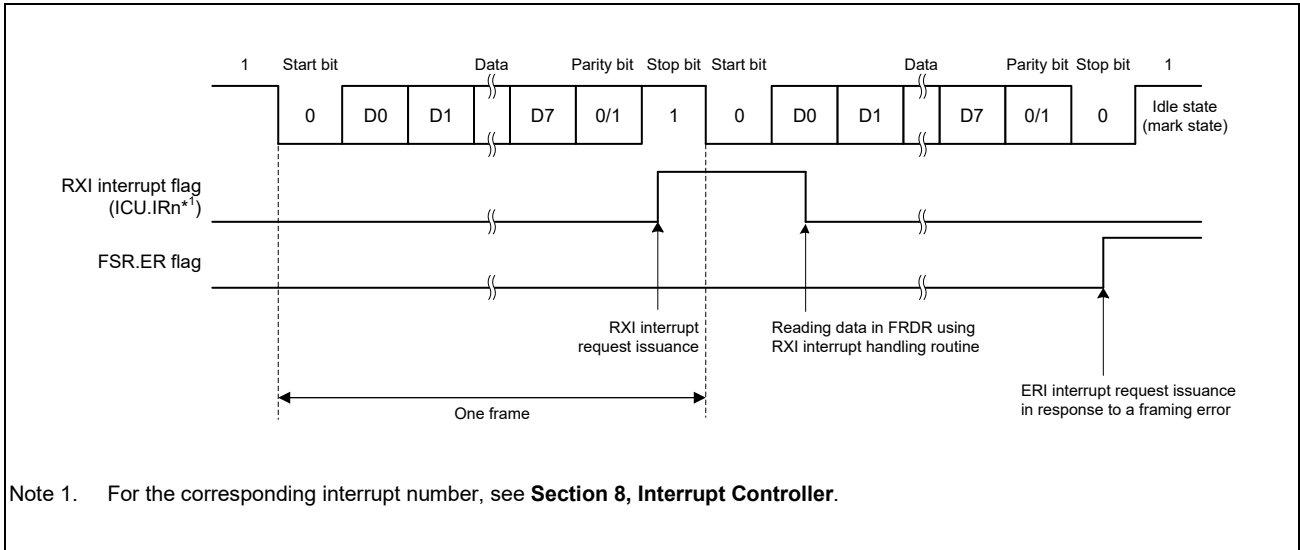 1 Start bit Data Parity bit Stop bit Start bit Data Parity bit Stop bit 1
0 D0 D1 D7 0/1 1 0 D0 D1 D7 0/1 0 Idle state
(mark state)
RXI interrupt flag
(ICU.IRn*1)
FSR.ER flag
RXI interrupt
request issuance
Reading data in FRDR using
RXI interrupt handling routine
ERI interrupt request issuance
in response to a framing error
One frame
Note 1. For the corresponding interrupt number, see Section 8, Interrupt Controller.